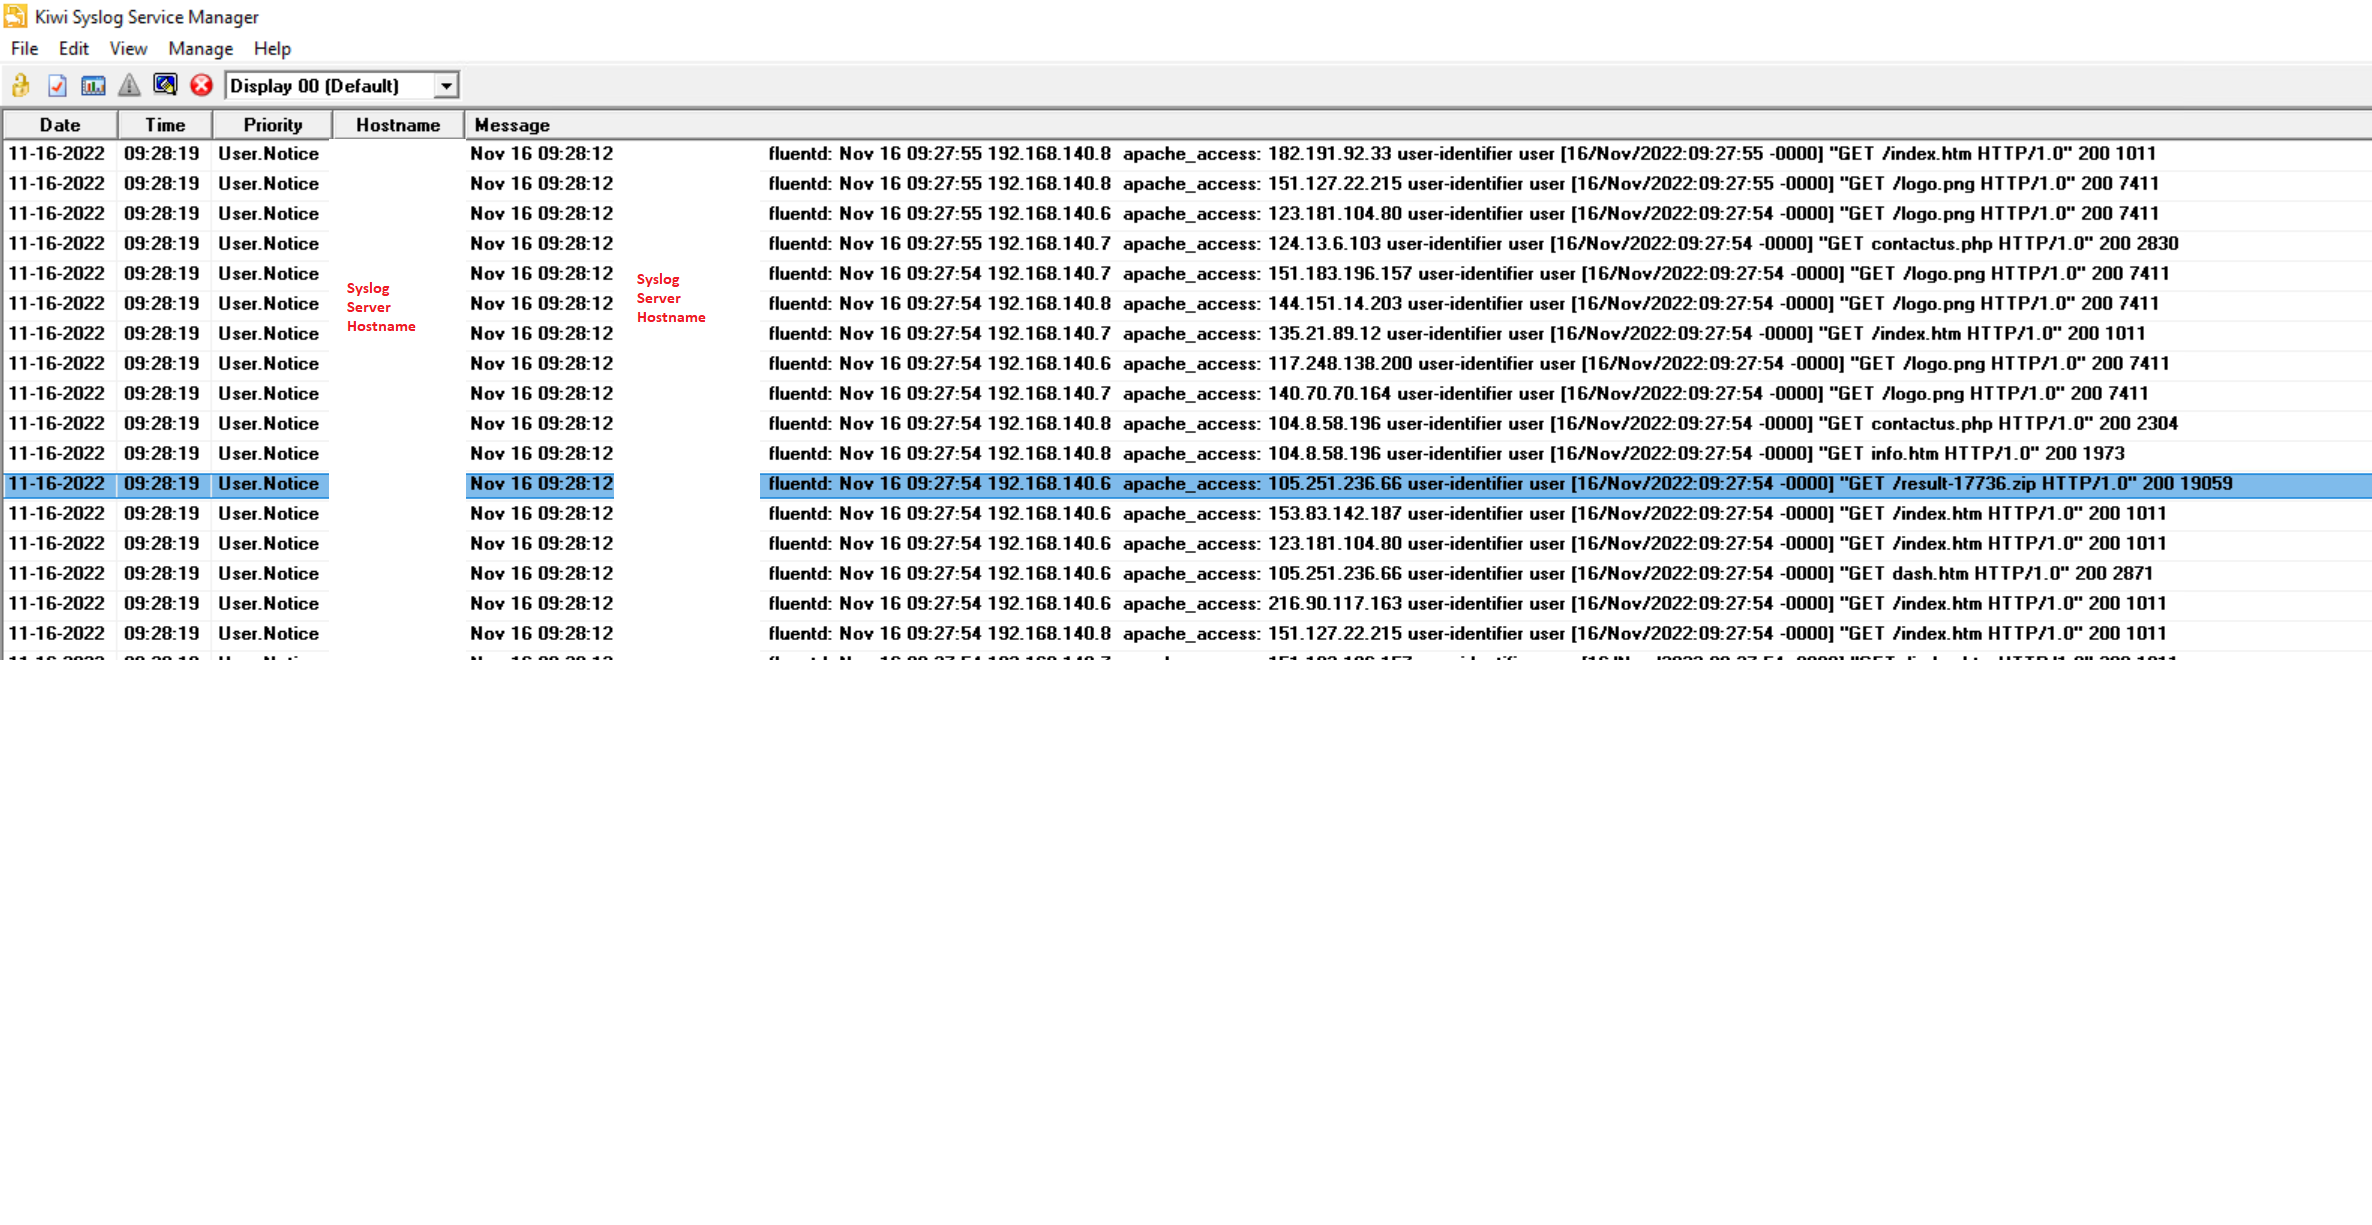 Kiwi Syslog Service Manager
File Edit View Manage Help
Display 00 (Default)
Date Time Priority Hostname Message
11-16-2022 09:28:19 User.Notice Nov 16 09:28:12 fluentd: Nov 16 09:27:55 192.168.140.8 apache_access: 182.191.92.33 user-identifier user [16/Nov/2022:09:27:55 -0000] "GET /index.htm HTTP/1.0" 200 1011
11-16-2022 09:28:19 User.Notice Nov 16 09:28:12 fluentd: Nov 16 09:27:55 192.168.140.8 apache_access: 151.127.22.215 user-identifier user [16/Nov/2022:09:27:55 -0000] "GET /logo.png HTTP/1.0" 200 7411
11-16-2022 09:28:19 User.Notice Nov 16 09:28:12 fluentd: Nov 16 09:27:55 192.168.140.6 apache_access: 123.181.104.80 user-identifier user [16/Nov/2022:09:27:54 -0000] "GET /logo.png HTTP/1.0" 200 7411
11-16-2022 09:28:19 User.Notice Nov 16 09:28:12 fluentd: Nov 16 09:27:55 192.168.140.7 apache_access: 124.13.6.103 user-identifier user [16/Nov/2022:09:27:54 -0000] "GET contactus.php HTTP/1.0" 200 2830
11-16-2022 09:28:19 User.Notice Nov 16 09:28:12 fluentd: Nov 16 09:27:54 192.168.140.7 apache_access: 151.183.196.157 user-identifier user [16/Nov/2022:09:27:54 -0000] "GET /logo.png HTTP/1.0" 200 7411
Syslog
Server
Hostname
Syslog
Server
Hostname
11-16-2022 09:28:19 User.Notice Nov 16 09:28:12 fluentd: Nov 16 09:27:54 192.168.140.8 apache_access: 144.151.14.203 user-identifier user [16/Nov/2022:09:27:54 -0000] "GET /logo.png HTTP/1.0" 200 7411
11-16-2022 09:28:19 User.Notice Nov 16 09:28:12 fluentd: Nov 16 09:27:54 192.168.140.7 apache_access: 135.21.89.12 user-identifier user [16/Nov/2022:09:27:54 -0000] "GET /index.htm HTTP/1.0" 200 1011
11-16-2022 09:28:19 User.Notice Nov 16 09:28:12 fluentd: Nov 16 09:27:54 192.168.140.6 apache_access: 117.248.138.200 user-identifier user [16/Nov/2022:09:27:54 -0000] "GET /logo.png HTTP/1.0" 200 7411
11-16-2022 09:28:19 User.Notice Nov 16 09:28:12 fluentd: Nov 16 09:27:54 192.168.140.7 apache_access: 140.70.70.164 user-identifier user [16/Nov/2022:09:27:54 -0000] "GET /logo.png HTTP/1.0" 200 7411
11-16-2022 09:28:19 User.Notice Nov 16 09:28:12 fluentd: Nov 16 09:27:54 192.168.140.8 apache_access: 104.8.58.196 user-identifier user [16/Nov/2022:09:27:54 -0000] "GET contactus.php HTTP/1.0" 200 2304
11-16-2022 09:28:19 User.Notice Nov 16 09:28:12 fluentd: Nov 16 09:27:54 192.168.140.8 apache_access: 104.8.58.196 user-identifier user [16/Nov/2022:09:27:54 -0000] "GET info.htm HTTP/1.0" 200 1973
11-16-2022 09:28:19 User.Notice Nov 16 09:28:12 fluentd: Nov 16 09:27:54 192.168.140.6 apache_access: 105.251.236.66 user-identifier user [16/Nov/2022:09:27:54 -0000] "GET /result-17736.zip HTTP/1.0" 200 19059
11-16-2022 09:28:19 User.Notice Nov 16 09:28:12 fluentd: Nov 16 09:27:54 192.168.140.6 apache_access: 153.83.142.187 user-identifier user [16/Nov/2022:09:27:54 -0000] "GET /index.htm HTTP/1.0" 200 1011
11-16-2022 09:28:19 User.Notice Nov 16 09:28:12 fluentd: Nov 16 09:27:54 192.168.140.6 apache_access: 123.181.104.80 user-identifier user [16/Nov/2022:09:27:54 -0000] "GET /index.htm HTTP/1.0" 200 1011
11-16-2022 09:28:19 User.Notice Nov 16 09:28:12 fluentd: Nov 16 09:27:54 192.168.140.6 apache_access: 105.251.236.66 user-identifier user [16/Nov/2022:09:27:54 -0000] "GET dash.htm HTTP/1.0" 200 2871
11-16-2022 09:28:19 User.Notice Nov 16 09:28:12 fluentd: Nov 16 09:27:54 192.168.140.6 apache_access: 216.90.117.163 user-identifier user [16/Nov/2022:09:27:54 -0000] "GET /index.htm HTTP/1.0" 200 1011
11-16-2022 09:28:19 User.Notice Nov 16 09:28:12 fluentd: Nov 16 09:27:54 192.168.140.8 apache_access: 151.127.22.215 user-identifier user [16/Nov/2022:09:27:54 -0000] "GET /index.htm HTTP/1.0" 200 1011